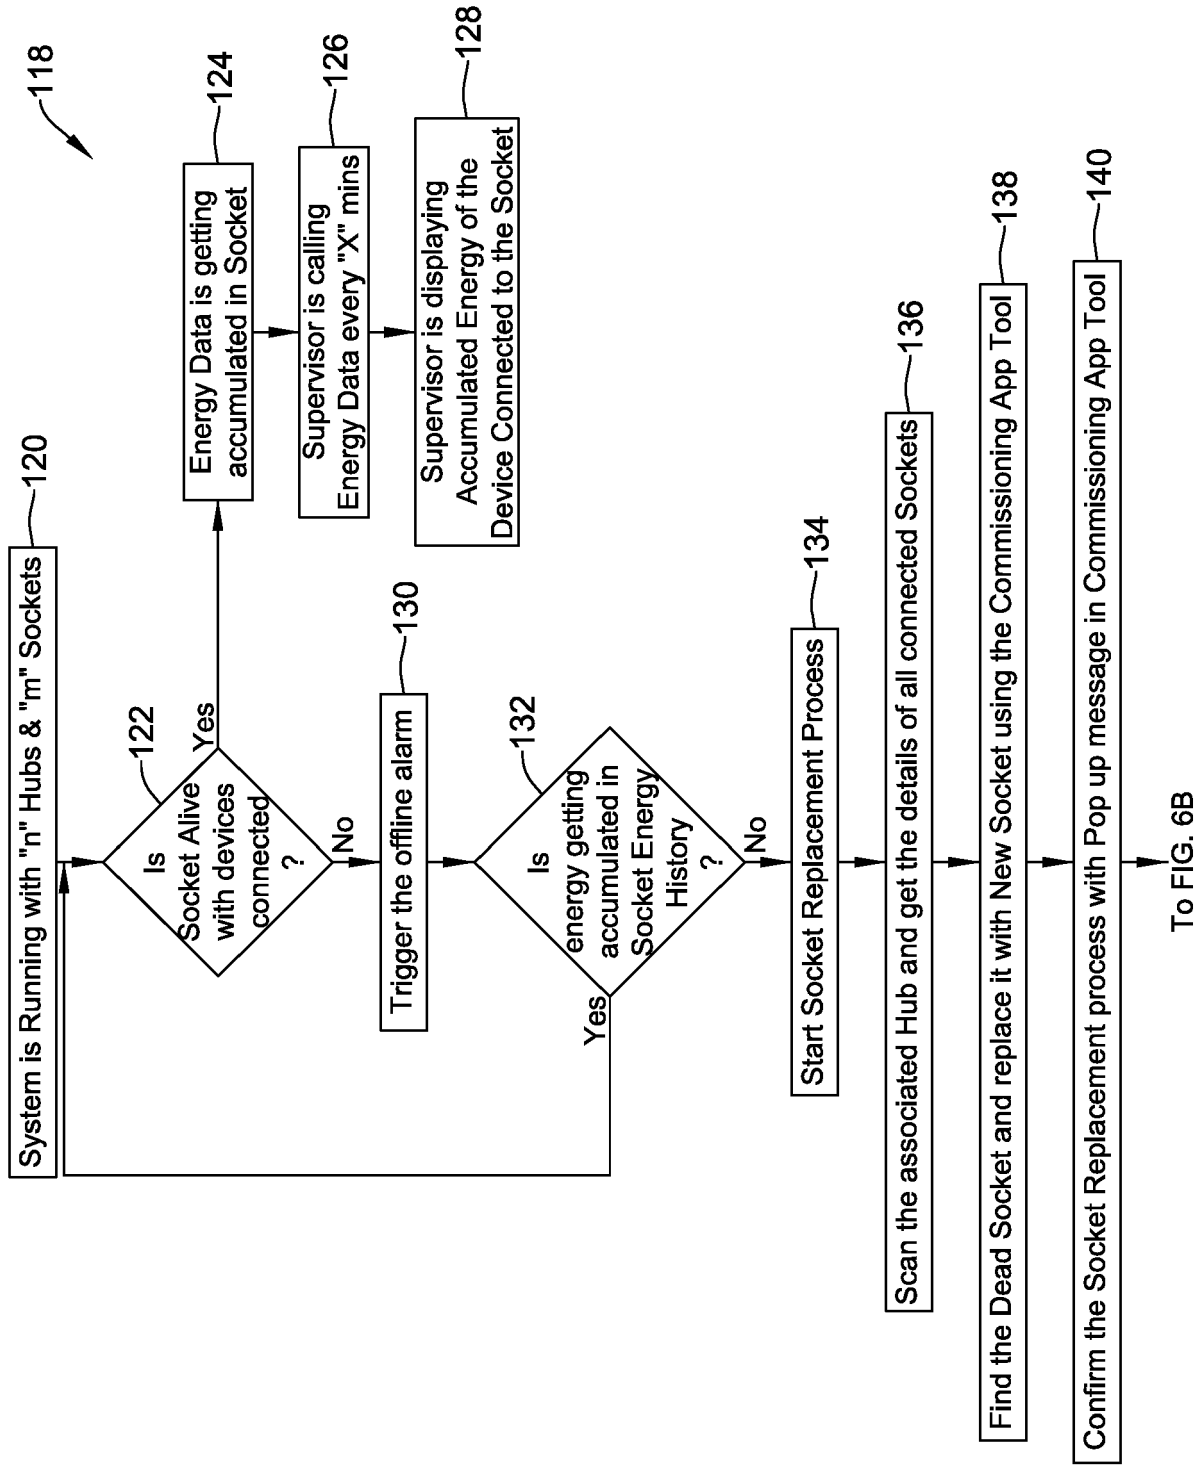 118
System is Running with "n" Hubs & "m" Sockets
120
Is
Socket Alive
with devices
connected
?
122
Yes
No
Energy Data is getting
accumulated in Socket
124
Supervisor is calling
Energy Data every "X" mins
126
Supervisor is displaying
Accumulated Energy of the
Device Connected to the Socket
128
Trigger the offline alarm
130
Is
energy getting
accumulated in
Socket Energy
History
?
132
Yes
No
Start Socket Replacement Process
134
Scan the associated Hub and get the details of all connected Sockets
136
Find the Dead Socket and replace it with New Socket using the Commissioning App Tool
138
Confirm the Socket Replacement process with Pop up message in Commissioning App Tool
140
To FIG. 6B